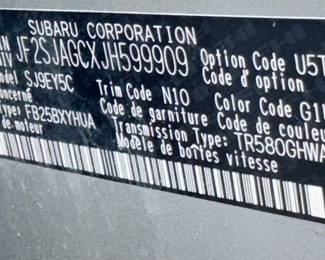 SUBARU CORPORATION
JF2SJAGCXJH599909 Option Code U5T
Code d'option
SJ9EY5C Trim Code N10 Color Code G1
Code de garniture Code de couleu
FB25BXYHUA Transmission Type: TR580GHWA
Modele de boîtes vitesse